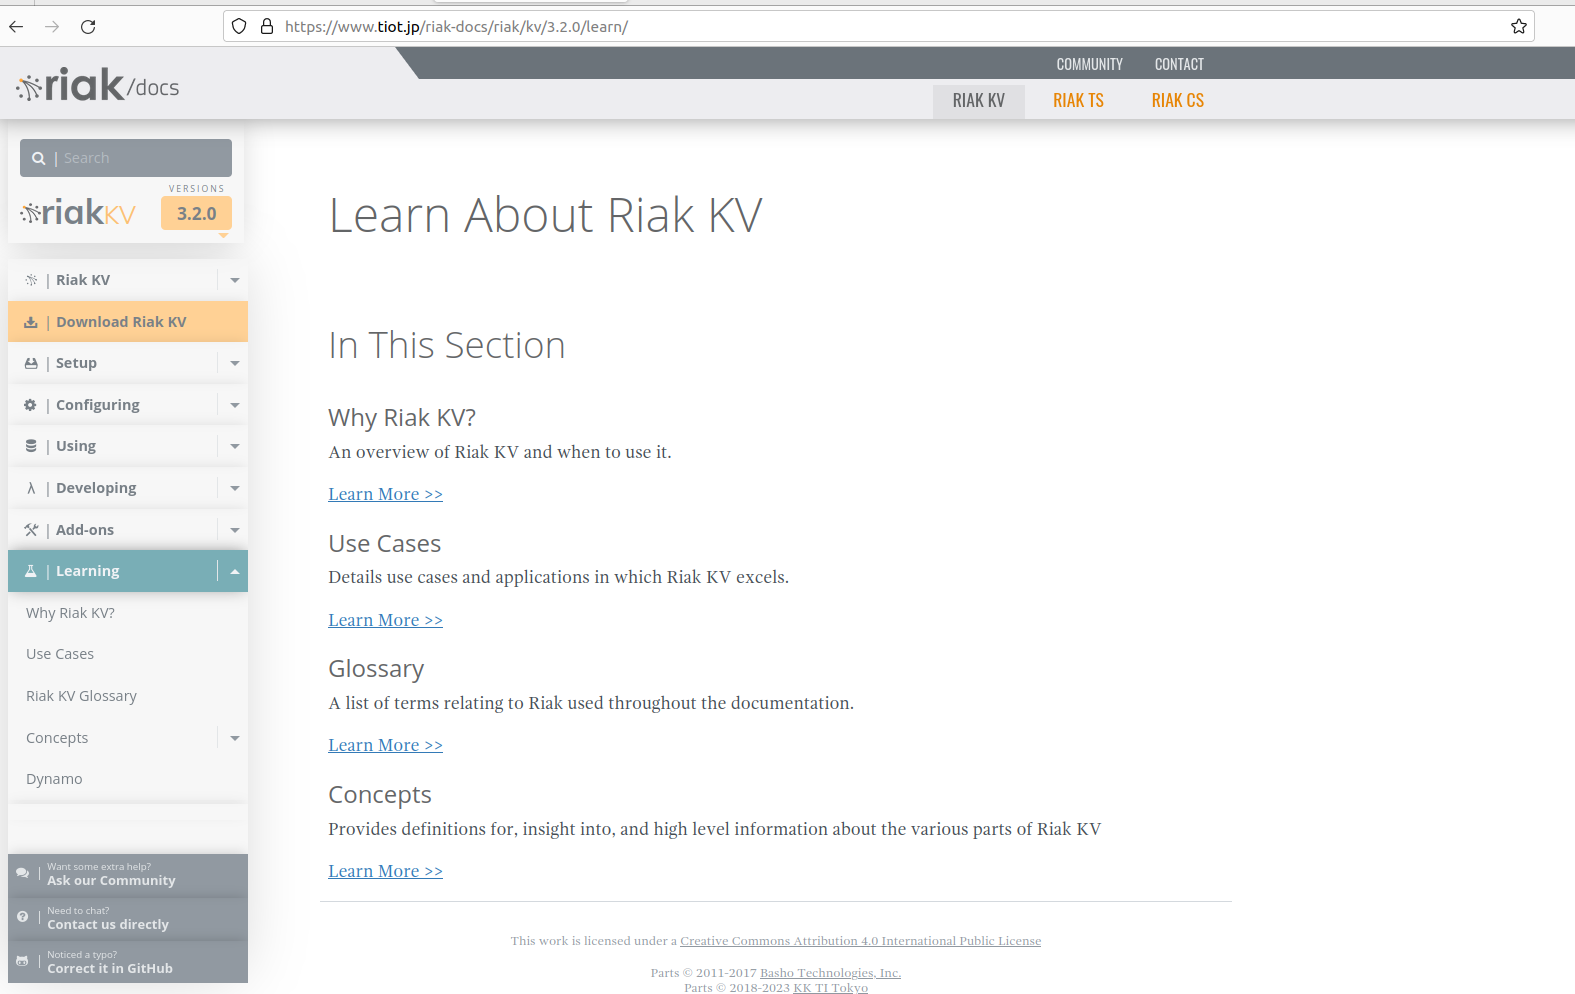 https://www.tiot.jp/riak-docs/riak/kv/3.2.0/learn/
COMMUNITY CONTACT
riak/docs
RIAK KV RIAK TS RIAK CS
| Search
VERSIONS
riak KV 3.2.0
| Riak KV
| Download Riak KV
| Setup
| Configuring
| Using
λ | Developing
| Add-ons
| Learning
Why Riak KV?
Use Cases
Riak KV Glossary
Concepts
Dynamo
Want some extra help?
| Ask our Community
Need to chat?
| Contact us directly
Noticed a typo?
| Correct it in GitHub
Learn About Riak KV
In This Section
Why Riak KV?
An overview of Riak KV and when to use it.
Learn More >>
Use Cases
Details use cases and applications in which Riak KV excels.
Learn More >>
Glossary
A list of terms relating to Riak used throughout the documentation.
Learn More >>
Concepts
Provides definitions for, insight into, and high level information about the various parts of Riak KV
Learn More >>
This work is licensed under a Creative Commons Attribution 4.0 International Public License
Parts © 2011-2017 Basho Technologies, Inc.
Parts © 2018-2023 KK TI Tokyo